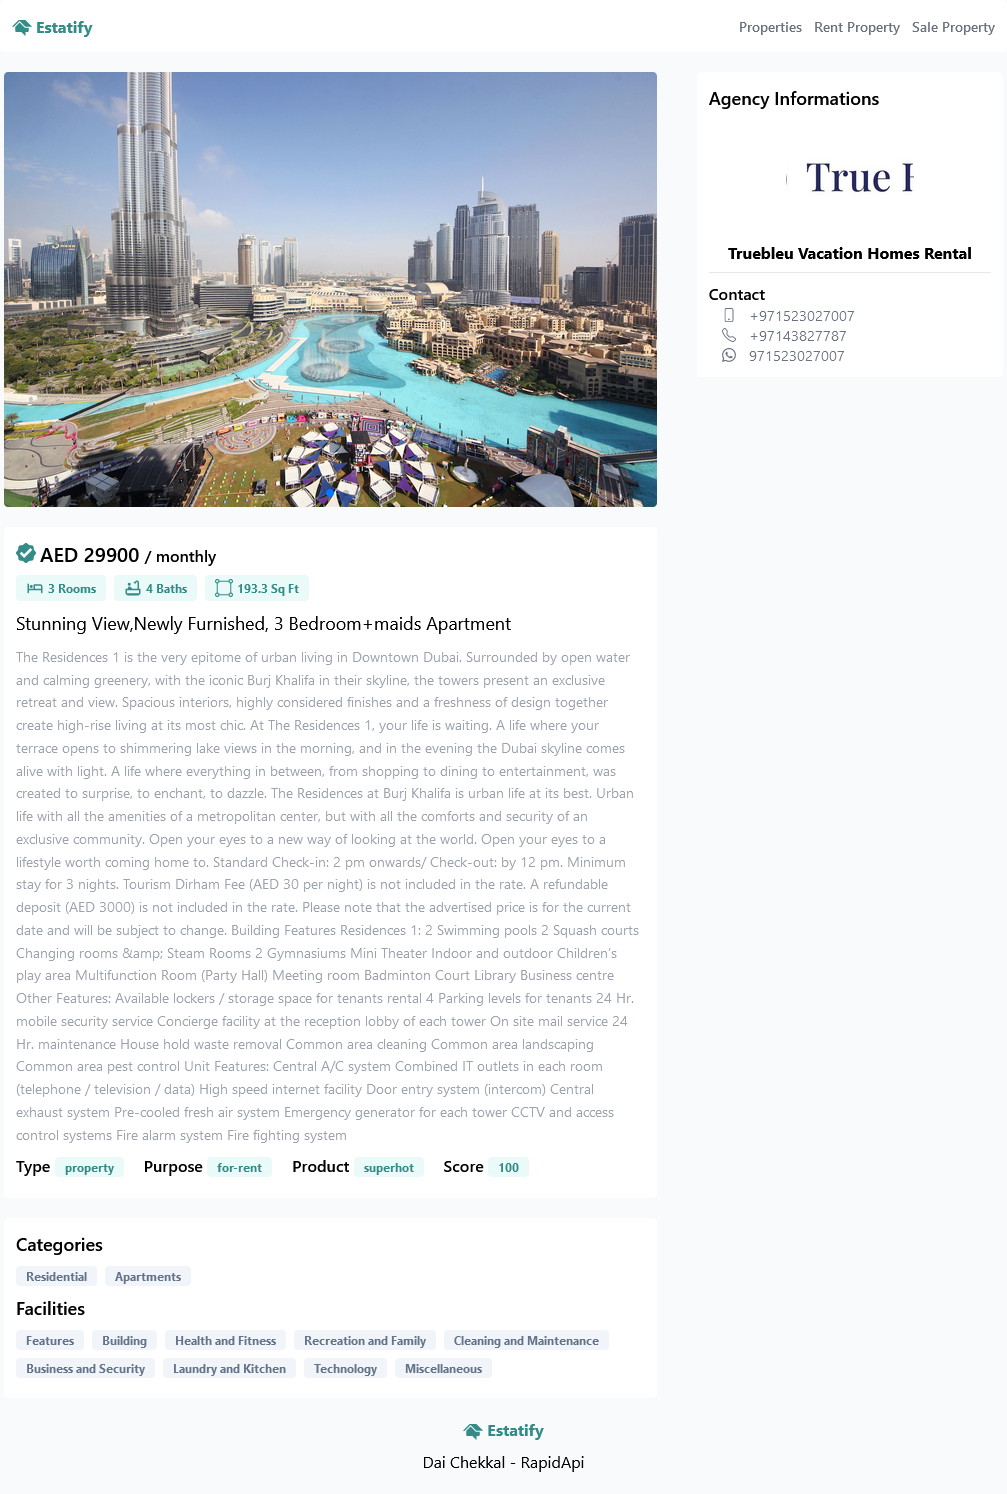 Estatify
Properties Rent Property Sale Property
AED 29900 / monthly
3 Rooms 4 Baths 193.3 Sq Ft
Stunning View,Newly Furnished, 3 Bedroom+maids Apartment
The Residences 1 is the very epitome of urban living in Downtown Dubai. Surrounded by open water
and calming greenery, with the iconic Burj Khalifa in their skyline, the towers present an exclusive
retreat and view. Spacious interiors, highly considered finishes and a freshness of design together
create high-rise living at its most chic. At The Residences 1, your life is waiting. A life where your
terrace opens to shimmering lake views in the morning, and in the evening the Dubai skyline comes
alive with light. A life where everything in between, from shopping to dining to entertainment, was
created to surprise, to enchant, to dazzle. The Residences at Burj Khalifa is urban life at its best. Urban
life with all the amenities of a metropolitan center, but with all the comforts and security of an
exclusive community. Open your eyes to a new way of looking at the world. Open your eyes to a
lifestyle worth coming home to. Standard Check-in: 2 pm onwards/ Check-out: by 12 pm. Minimum
stay for 3 nights. Tourism Dirham Fee (AED 30 per night) is not included in the rate. A refundable
deposit (AED 3000) is not included in the rate. Please note that the advertised price is for the current
date and will be subject to change. Building Features Residences 1: 2 Swimming pools 2 Squash courts
Changing rooms &amp; Steam Rooms 2 Gymnasiums Mini Theater Indoor and outdoor Children's
play area Multifunction Room (Party Hall) Meeting room Badminton Court Library Business centre
Other Features: Available lockers / storage space for tenants rental 4 Parking levels for tenants 24 Hr.
mobile security service Concierge facility at the reception lobby of each tower On site mail service 24
Hr. maintenance House hold waste removal Common area cleaning Common area landscaping
Common area pest control Unit Features: Central A/C system Combined IT outlets in each room
(telephone / television / data) High speed internet facility Door entry system (intercom) Central
exhaust system Pre-cooled fresh air system Emergency generator for each tower CCTV and access
control systems Fire alarm system Fire fighting system
Type property Purpose for-rent Product superhot Score 100
Categories
Residential Apartments
Facilities
Features Building Health and Fitness Recreation and Family Cleaning and Maintenance
Business and Security Laundry and Kitchen Technology Miscellaneous
Agency Informations
True
Truebleu Vacation Homes Rental
Contact
+971523027007
+97143827787
971523027007
Estatify
Dai Chekkal - RapidApi